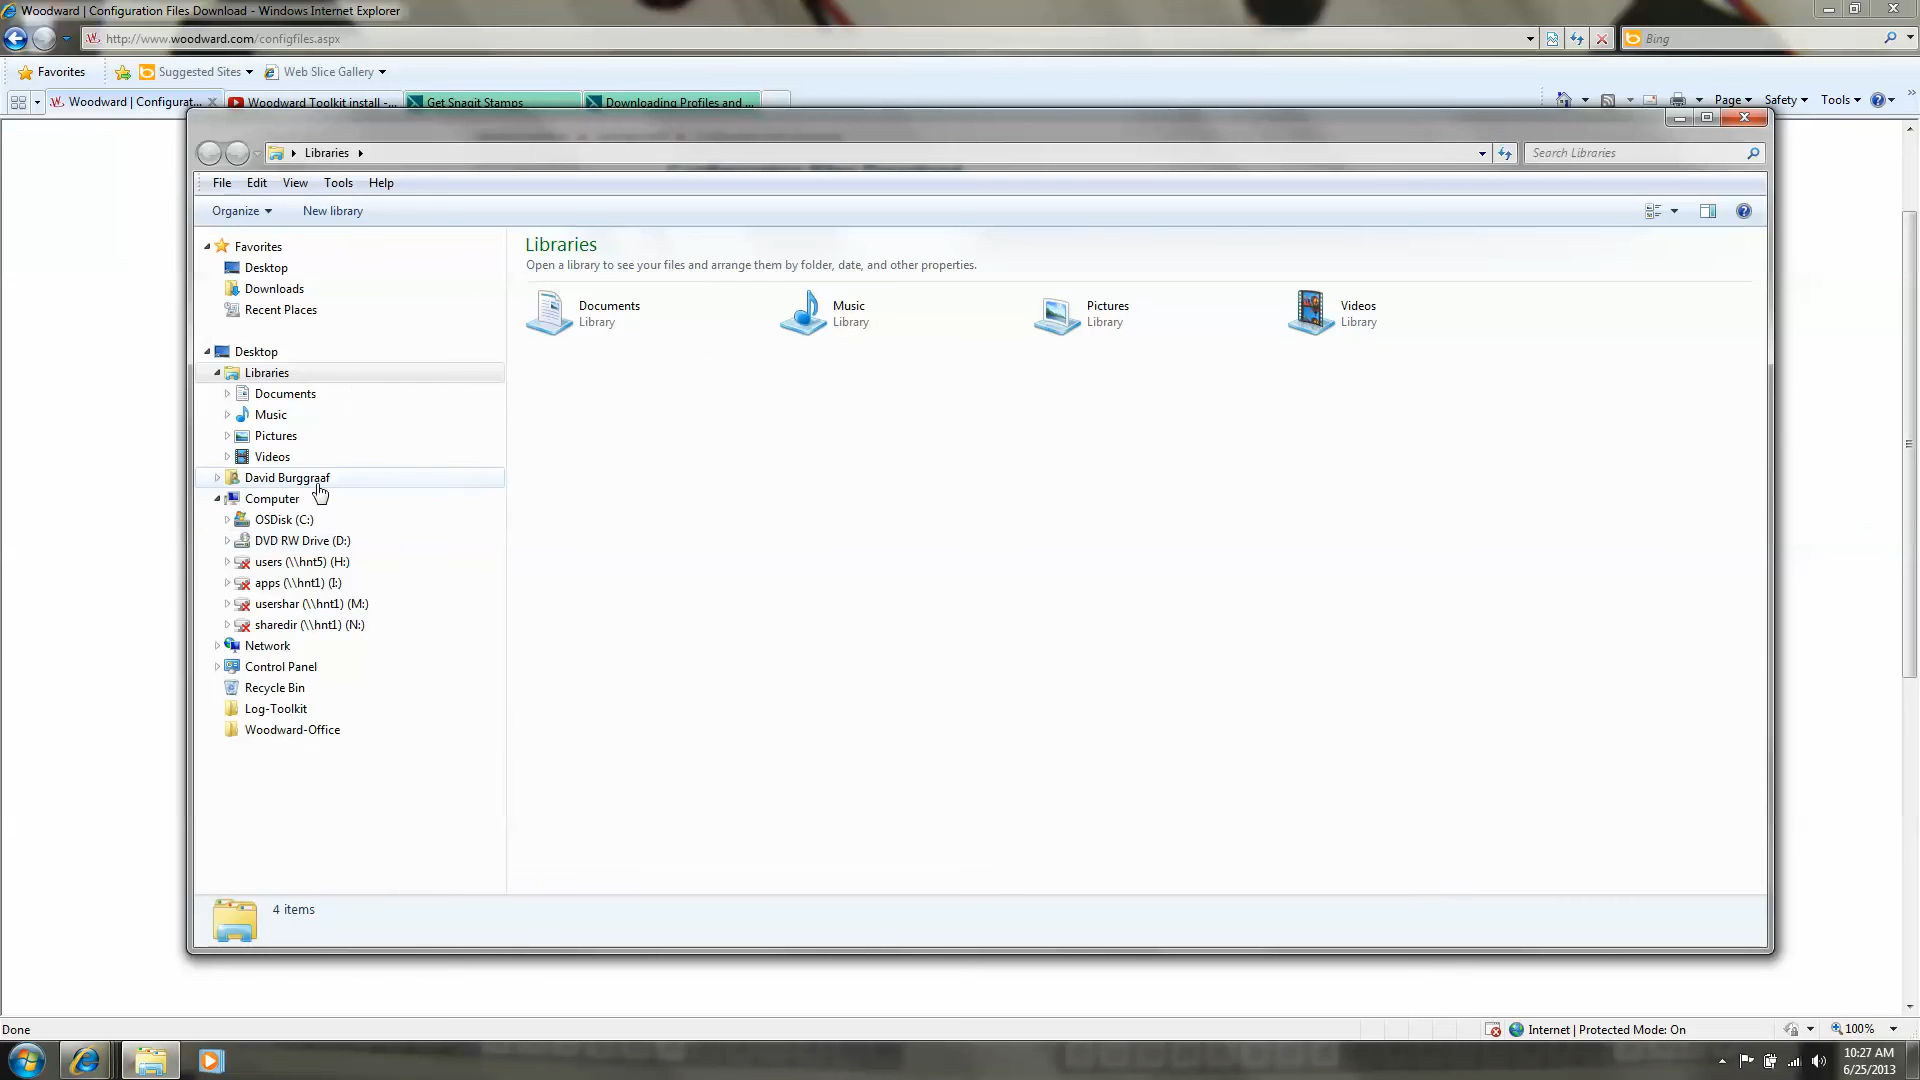 Woodward | Configuration Files Download - Windows Internet Explorer
http://www.woodward.com/configfiles.aspx
Bing
Favorites
Suggested Sites
Web Slice Gallery
Woodward | Configurat...
Woodward Toolkit install -...
Get Snagit Stamps
Downloading Profiles and ...
Page
Safety
Tools
Libraries
Search Libraries
File Edit View Tools Help
Organize
New library
Favorites
Desktop
Downloads
Recent Places
Desktop
Libraries
Documents
Music
Pictures
Videos
David Burggraaf
Computer
OSDisk (C:)
DVD RW Drive (D:)
users (\\hnt5) (H:)
apps (\\hnt1) (I:)
usershar (\\hnt1) (M:)
sharedir (\\hnt1) (N:)
Network
Control Panel
Recycle Bin
Log-Toolkit
Woodward-Office
Libraries
Open a library to see your files and arrange them by folder, date, and other properties.
Documents
Library
Music
Library
Pictures
Library
Videos
Library
4 items
Done
Internet | Protected Mode: On
100%
10:27 AM
6/25/2013